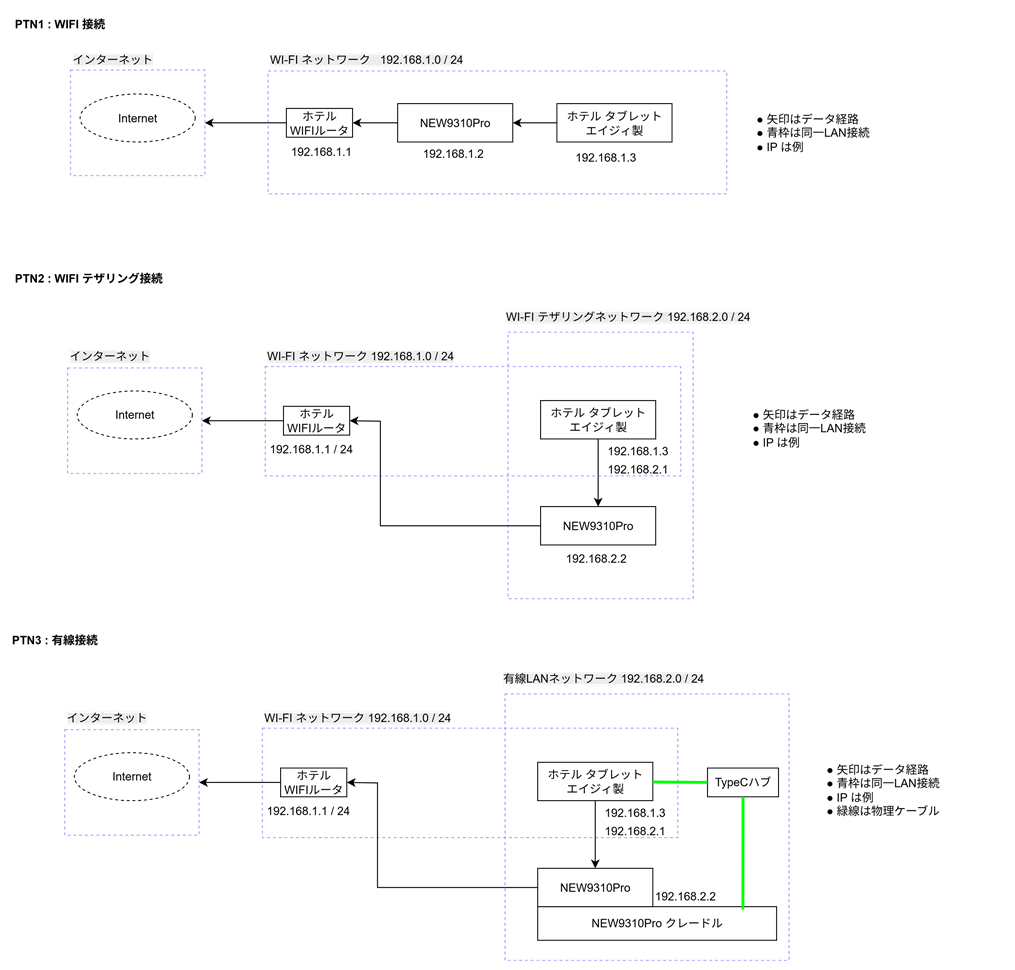 PTN1 : WIFI 接続
インターネット
WI-FI ネットワーク 192.168.1.0 / 24
Internet
ホテル
WIFIルータ
192.168.1.1
NEW9310Pro
192.168.1.2
ホテル タブレット
エイジィ製
192.168.1.3
● 矢印はデータ経路
● 青枠は同一LAN接続
● IP は例
PTN2 : WIFI テザリング接続
WI-FI テザリングネットワーク 192.168.2.0 / 24
インターネット
WI-FI ネットワーク 192.168.1.0 / 24
Internet
ホテル
WIFIルータ
192.168.1.1 / 24
ホテル タブレット
エイジィ製
192.168.1.3
192.168.2.1
NEW9310Pro
192.168.2.2
● 矢印はデータ経路
● 青枠は同一LAN接続
● IP は例
PTN3 : 有線接続
有線LANネットワーク 192.168.2.0 / 24
インターネット
WI-FI ネットワーク 192.168.1.0 / 24
Internet
ホテル
WIFIルータ
192.168.1.1 / 24
ホテル タブレット
エイジィ製
192.168.1.3
192.168.2.1
TypeCハブ
NEW9310Pro
192.168.2.2
NEW9310Pro クレードル
● 矢印はデータ経路
● 青枠は同一LAN接続
● IP は例
● 緑線は物理ケーブル